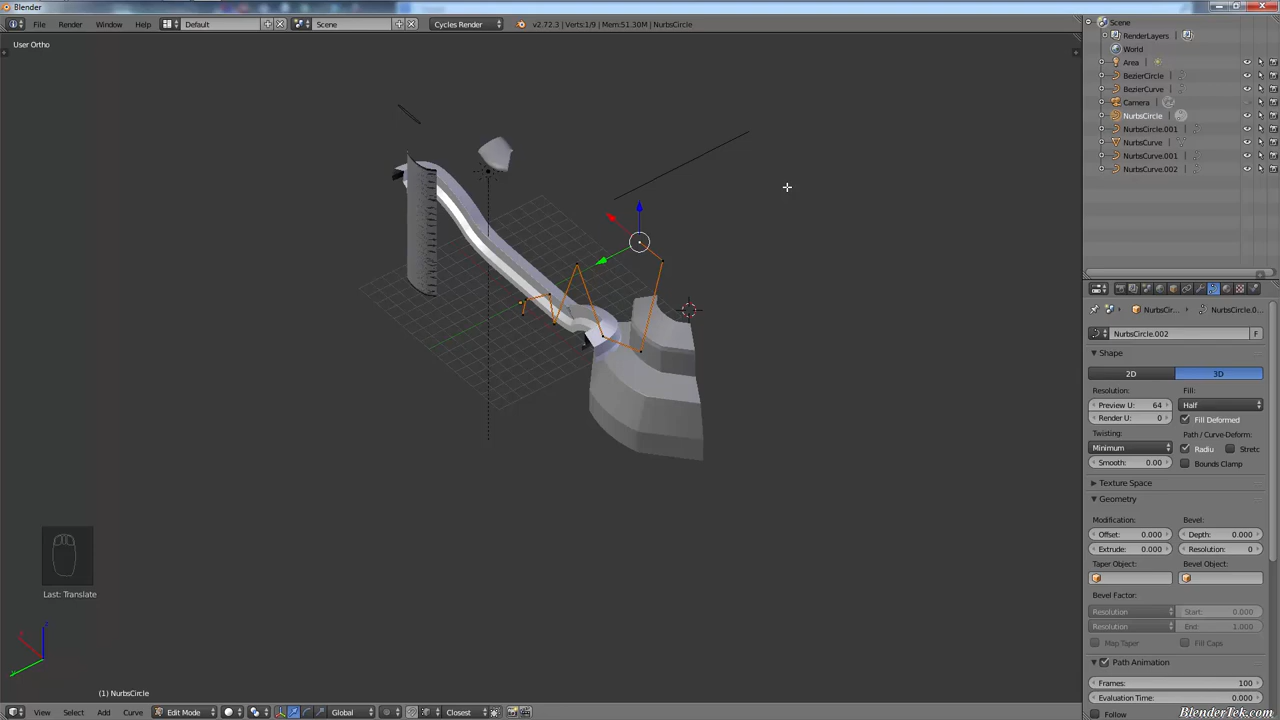 Blender
File Render Window Help Default Scene Cycles Render v2.72.3 | Verts:1/9 | Mem:51.30M | NurbsCircle
User Ortho
Scene
RenderLayers
World
Area
BezierCircle
BezierCurve
Camera
NurbsCircle
NurbsCircle.001
NurbsCurve
NurbsCurve.001
NurbsCurve.002
NurbsCir... NurbsCircle.0...
NurbsCircle.002 F
Shape
2D 3D
Resolution: Fill:
Preview U: 64 Half
Render U: 0 Fill Deformed
Twisting: Path / Curve-Deform:
Minimum Radiu Stretc
Smooth: 0.00 Bounds Clamp
Texture Space
Geometry
Modification: Bevel:
Offset: 0.000 Depth: 0.000
Extrude: 0.000 Resolution: 0
Taper Object: Bevel Object:
Bevel Factor:
Resolution Start: 0.000
Resolution End: 1.000
Map Taper Fill Caps
Path Animation
Frames: 100
Evaluation Time: 0.000
Follow
Last: Translate
x
y
z
(1) NurbsCircle
View Select Add Curve Edit Mode Global Closest
BlenderTek.com